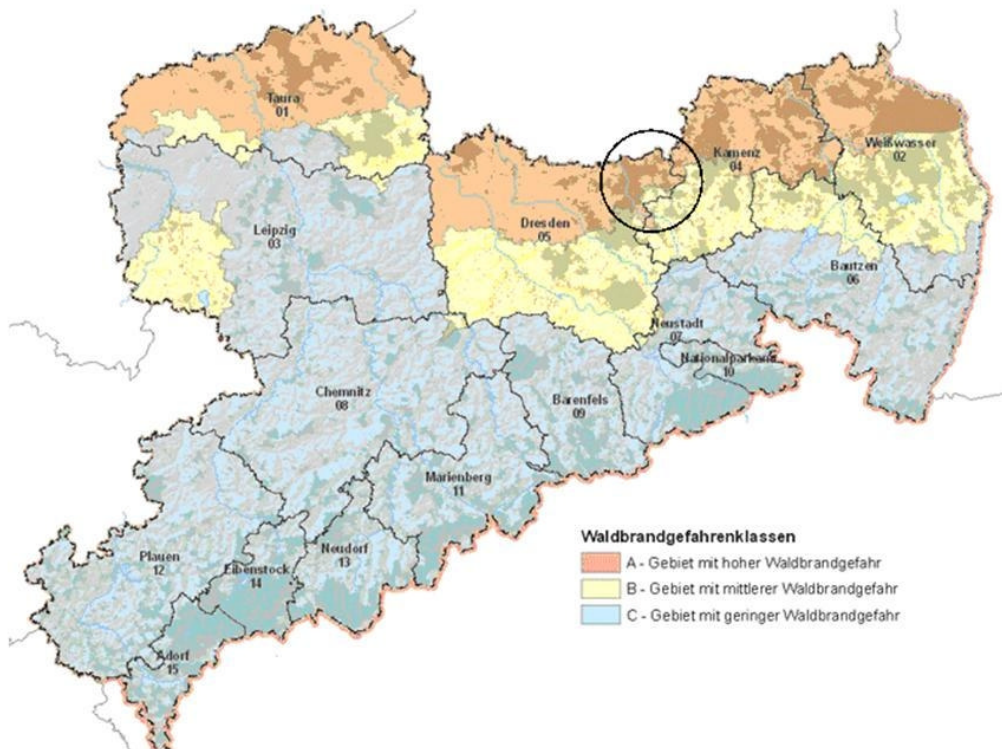 Taura
01
Weißwasser
02
Kamenz
04
Dresden
05
Leipzig
03
Bautzen
06
Neustadt
07
Nationalparkamt
10
Chemnitz
08
Bärenfels
09
Marienberg
11
Waldbrandgefahrenklassen
A - Gebiet mit hoher Waldbrandgefahr
B - Gebiet mit mittlerer Waldbrandgefahr
C - Gebiet mit geringer Waldbrandgefahr
Neudorf
13
Plauen
12
Eibenstock
14
Adorf
15